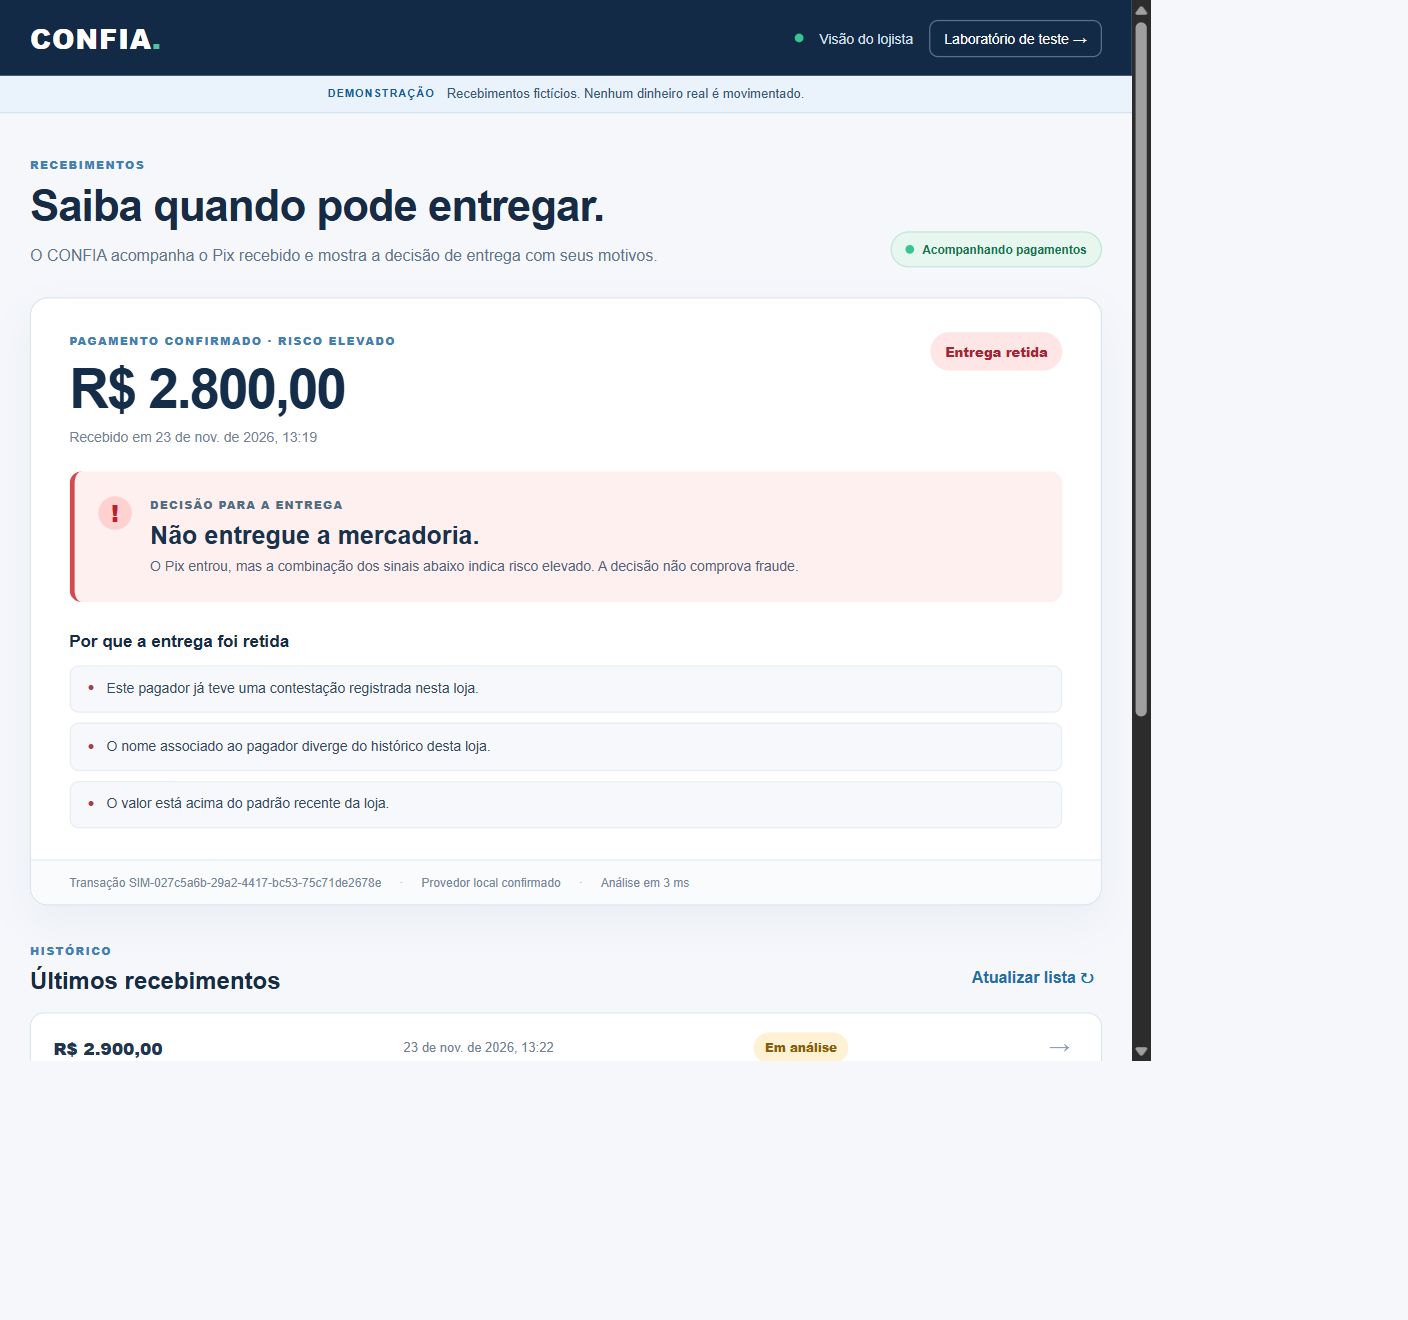 CONFIA.
Visão do lojista
Laboratório de teste →
DEMONSTRAÇÃO Recebimentos fictícios. Nenhum dinheiro real é movimentado.
RECEBIMENTOS
Saiba quando pode entregar.
O CONFIA acompanha o Pix recebido e mostra a decisão de entrega com seus motivos.
Acompanhando pagamentos
PAGAMENTO CONFIRMADO · RISCO ELEVADO
Entrega retida
R$ 2.800,00
Recebido em 23 de nov. de 2026, 13:19
!
DECISÃO PARA A ENTREGA
Não entregue a mercadoria.
O Pix entrou, mas a combinação dos sinais abaixo indica risco elevado. A decisão não comprova fraude.
Por que a entrega foi retida
• Este pagador já teve uma contestação registrada nesta loja.
• O nome associado ao pagador diverge do histórico desta loja.
• O valor está acima do padrão recente da loja.
Transação SIM-027c5a6b-29a2-4417-bc53-75c71de2678e · Provedor local confirmado · Análise em 3 ms
HISTÓRICO
Últimos recebimentos
Atualizar lista ↻
R$ 2.900,00 23 de nov. de 2026, 13:22 Em análise →